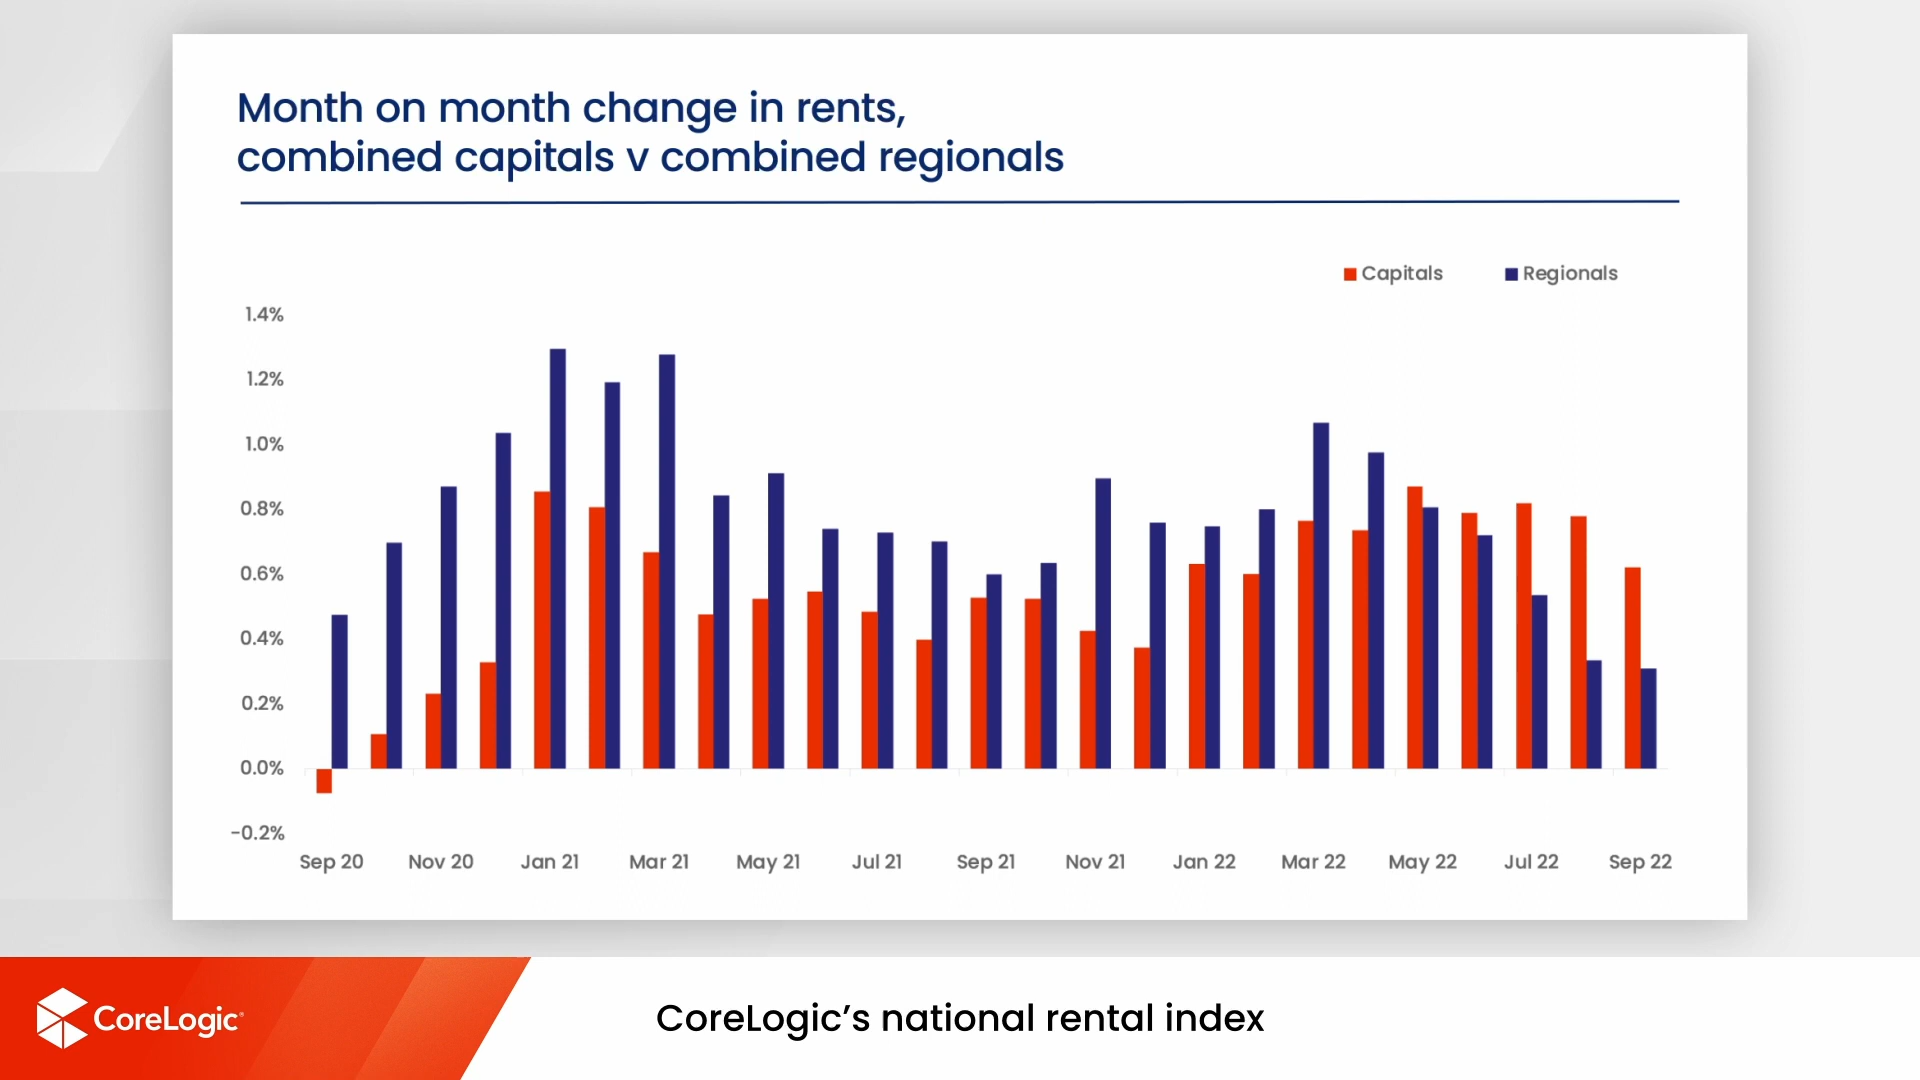 Month on month change in rents,
combined capitals v combined regionals
Capitals Regionals
1.4%
1.2%
1.0%
0.8%
0.6%
0.4%
0.2%
0.0%
-0.2%
Sep 20 Nov 20 Jan 21 Mar 21 May 21 Jul 21 Sep 21 Nov 21 Jan 22 Mar 22 May 22 Jul 22 Sep 22
CoreLogic®
CoreLogic’s national rental index